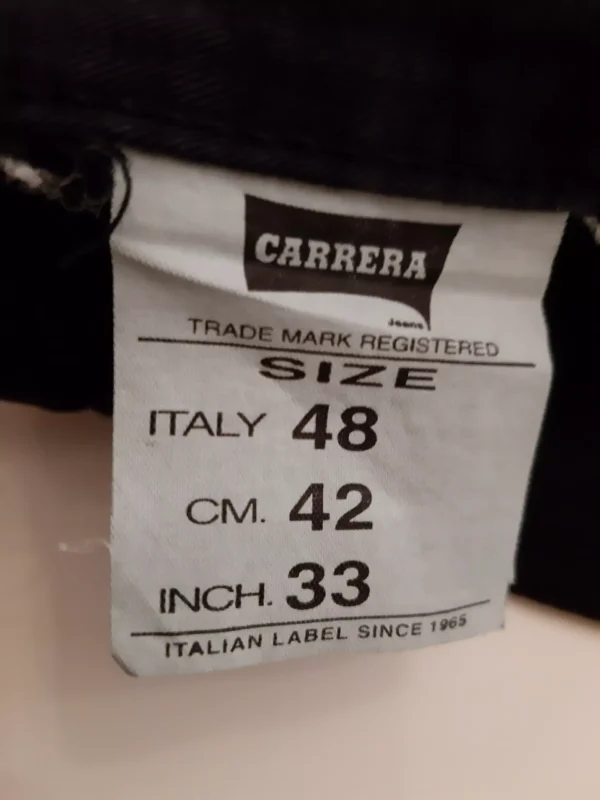 CARRERA
Jeans
TRADE MARK REGISTERED
SIZE
ITALY 48
CM. 42
INCH. 33
ITALIAN LABEL SINCE 1965